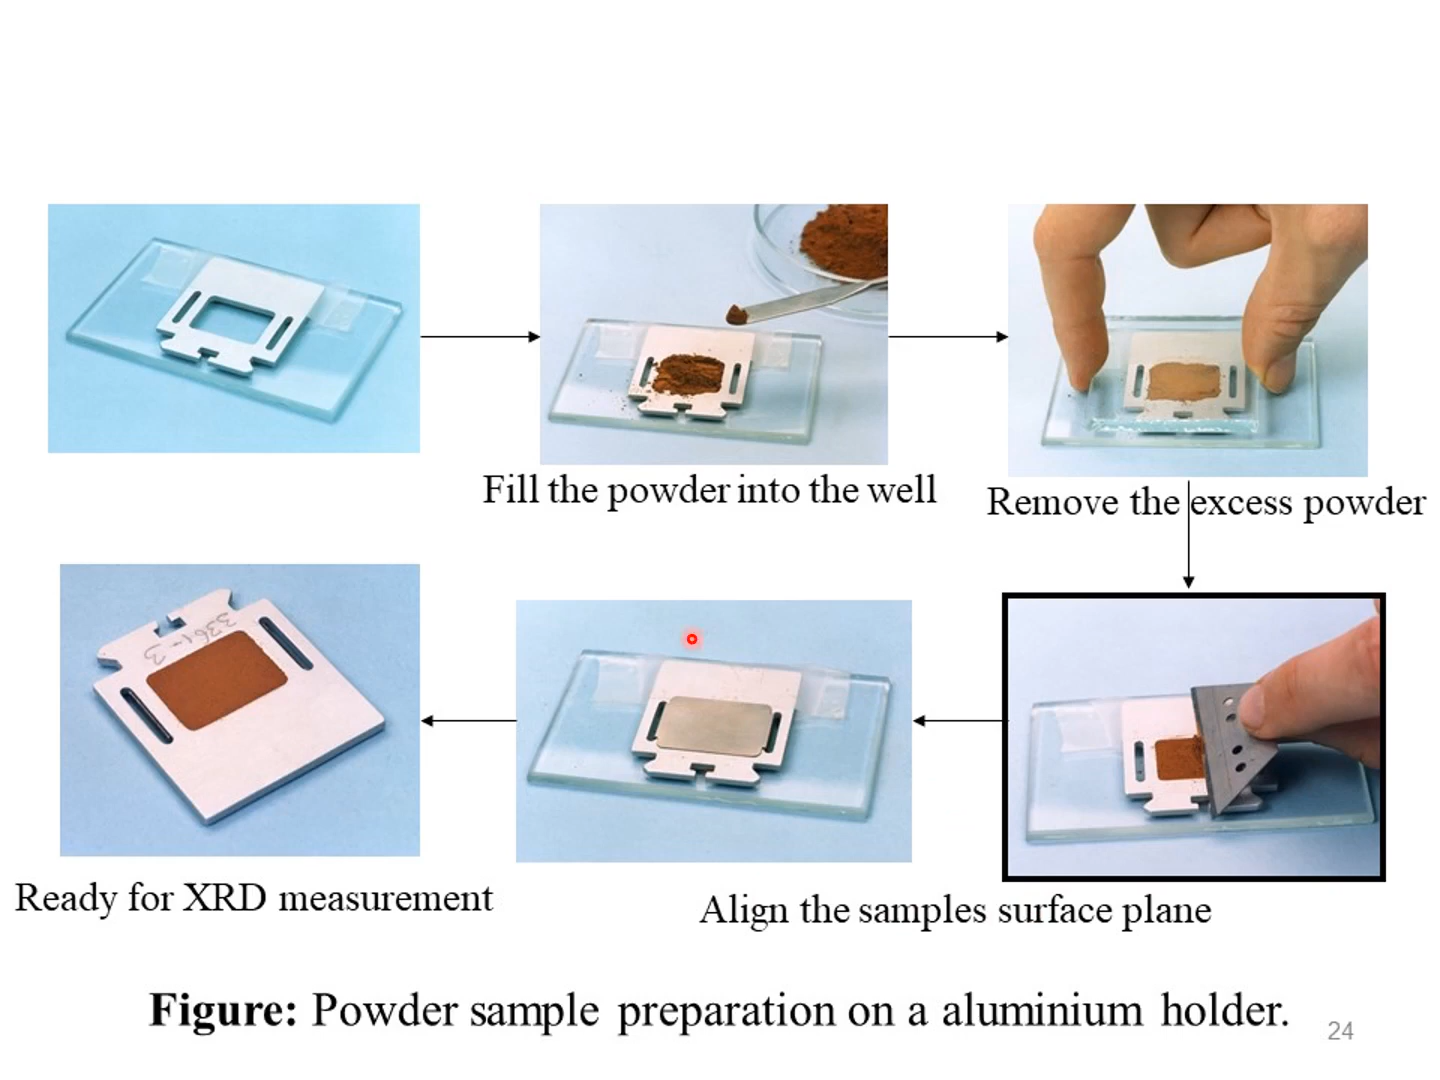 Fill the powder into the well
Remove the excess powder
Ready for XRD measurement
Align the samples surface plane
Figure: Powder sample preparation on a aluminium holder.
24
3361-3